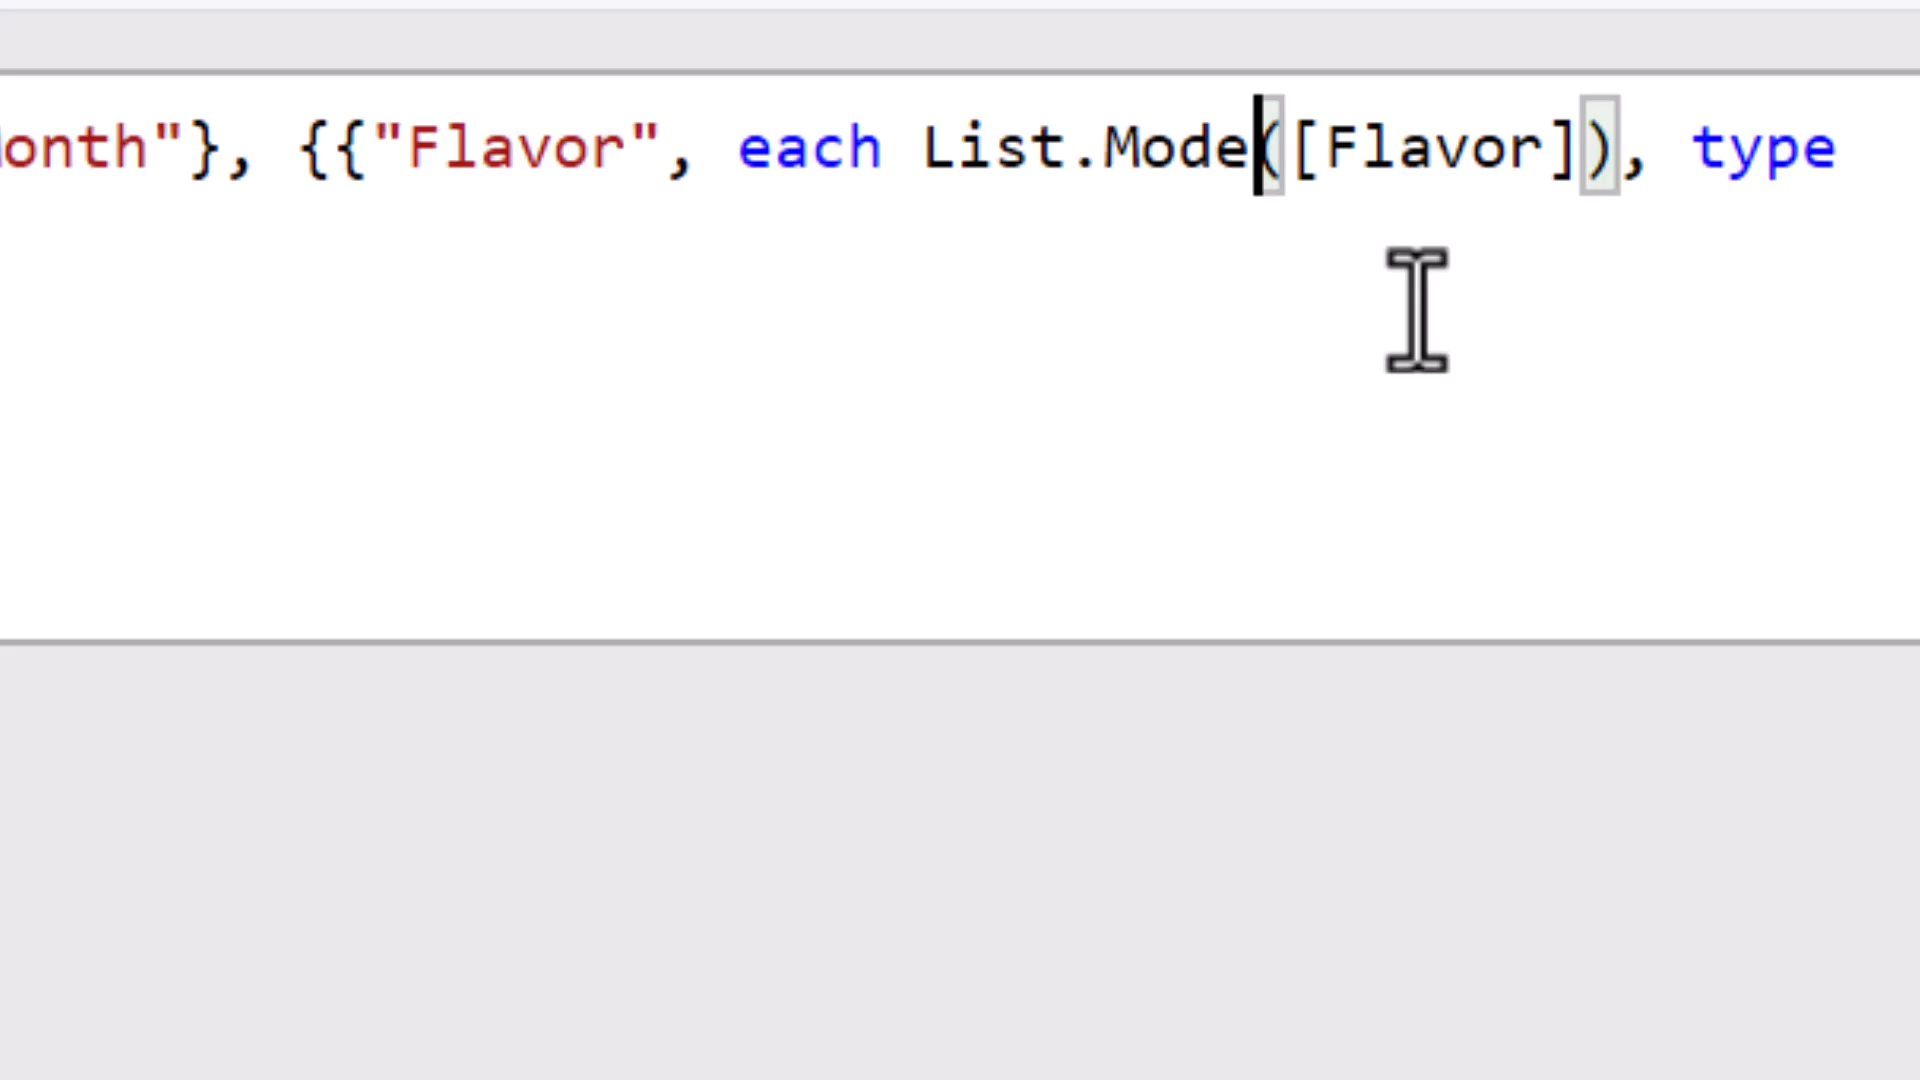 onth"}, {{"Flavor", each List.Mode([Flavor]), type